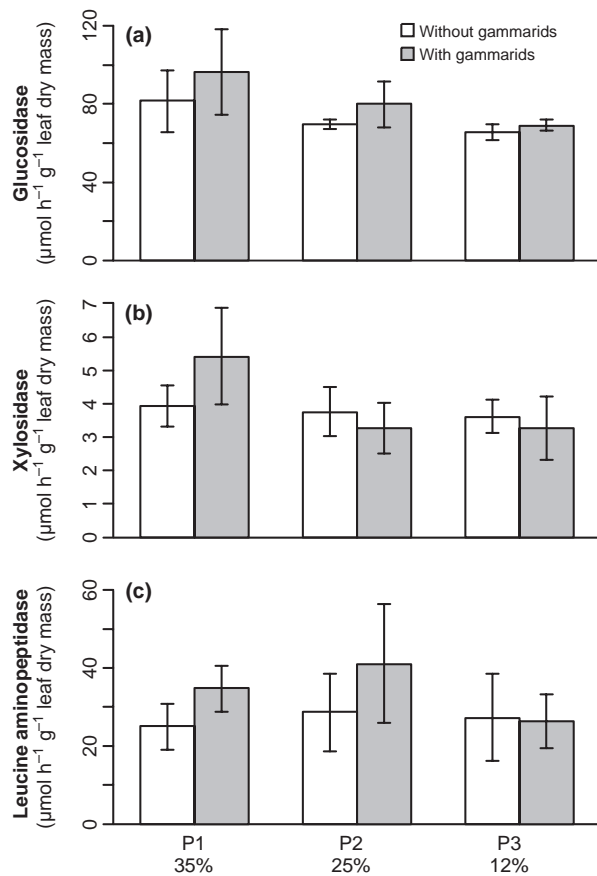 (a)
Without gammarids
With gammarids
Glucosidase
(µmol h⁻¹ g⁻¹ leaf dry mass)
120
80
40
0
(b)
Xylosidase
(µmol h⁻¹ g⁻¹ leaf dry mass)
7
6
5
4
3
2
1
0
(c)
Leucine aminopeptidase
(µmol h⁻¹ g⁻¹ leaf dry mass)
60
40
20
0
P1 P2 P3
35% 25% 12%